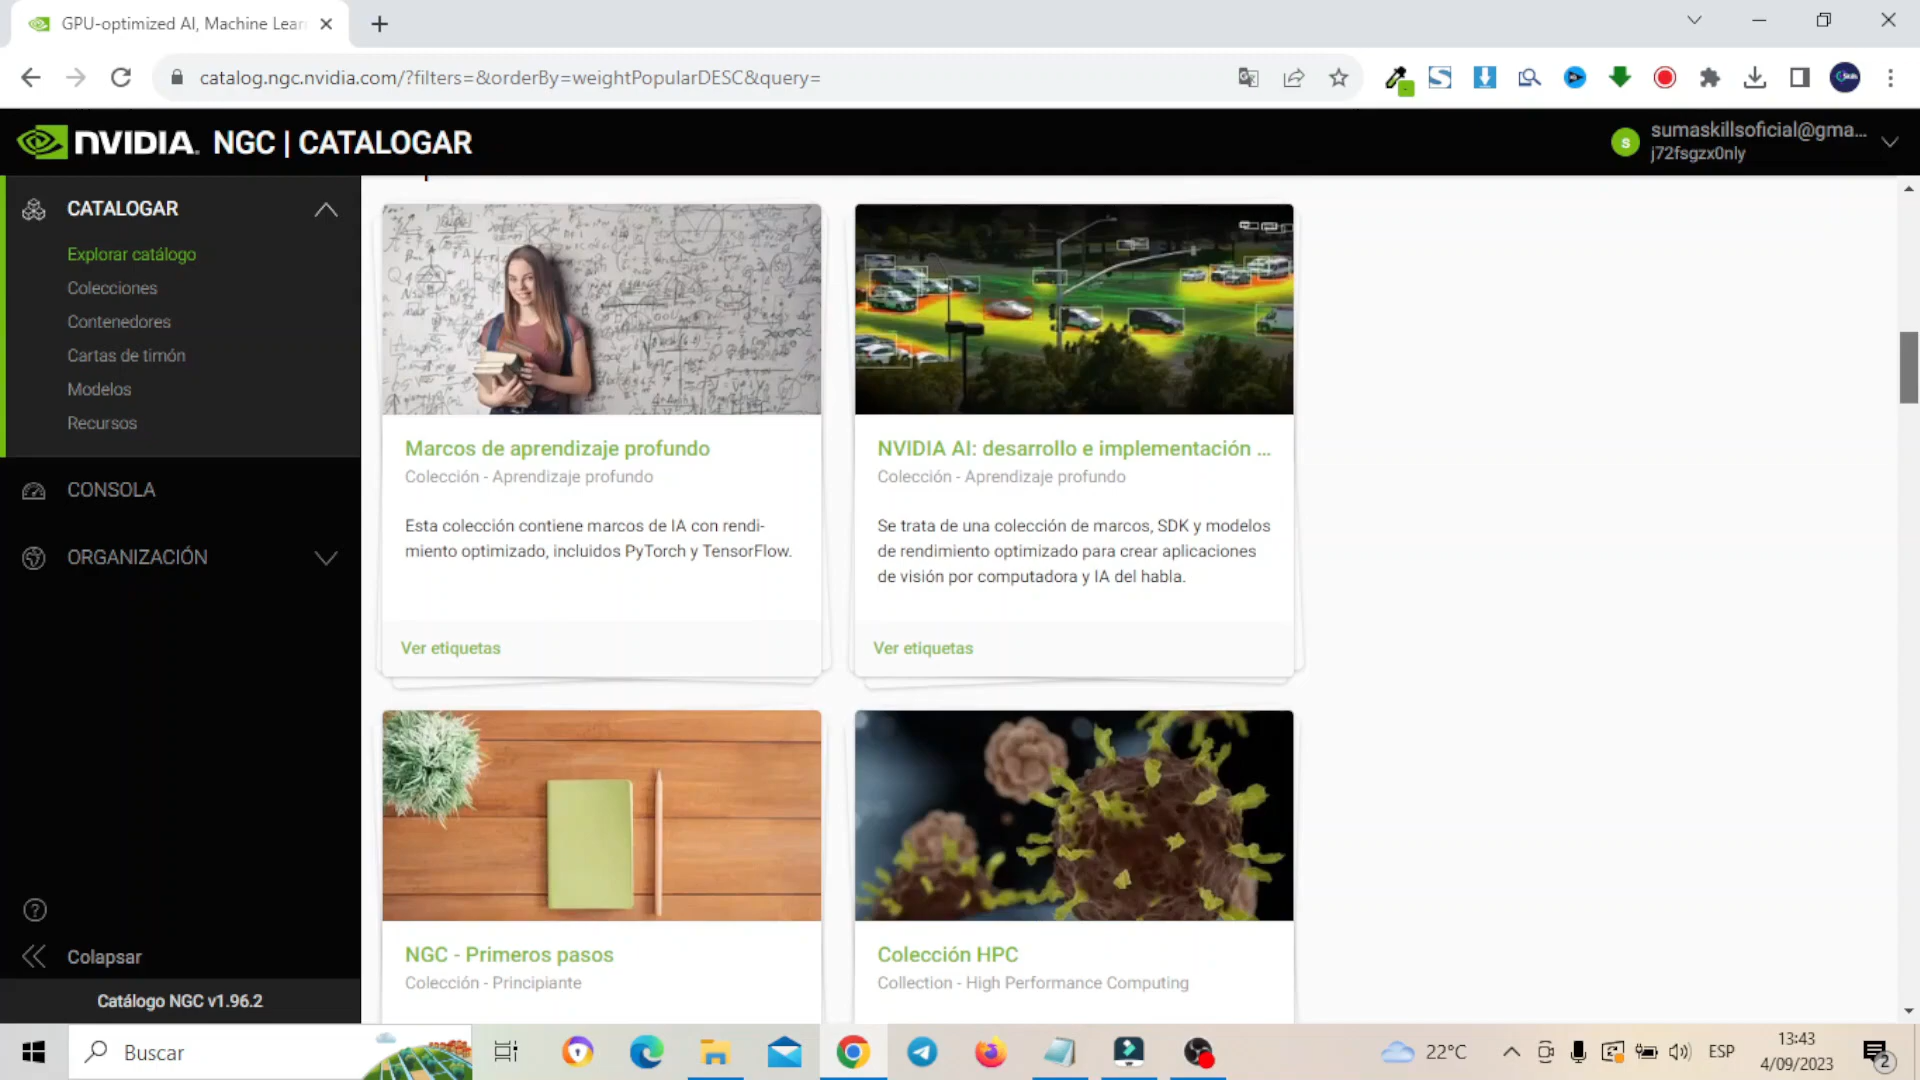 GPU-optimized AI, Machine Lear
catalog.ngc.nvidia.com/?filters=&orderBy=weightPopularDESC&query=
NVIDIA. NGC | CATALOGAR
s
sumaskillsoficial@gma...
j72fsgzx0nly
CATALOGAR
Explorar catálogo
Colecciones
Contenedores
Cartas de timón
Modelos
Recursos
CONSOLA
ORGANIZACIÓN
Colapsar
Catálogo NGC v1.96.2
Marcos de aprendizaje profundo
Colección - Aprendizaje profundo
Esta colección contiene marcos de IA con rendi-
miento optimizado, incluidos PyTorch y TensorFlow.
Ver etiquetas
NVIDIA AI: desarrollo e implementación ...
Colección - Aprendizaje profundo
Se trata de una colección de marcos, SDK y modelos
de rendimiento optimizado para crear aplicaciones
de visión por computadora y IA del habla.
Ver etiquetas
NGC - Primeros pasos
Colección - Principiante
Colección HPC
Collection - High Performance Computing
Buscar
22°C
ESP
13:43
4/09/2023
2